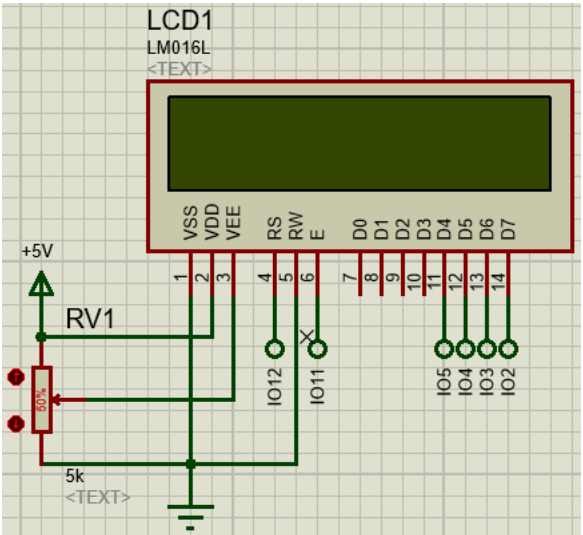 LCD1
LM016L
<TEXT>
VSS
VDD
VEE
RS
RW
E
D0
D1
D2
D3
D4
D5
D6
D7
1
2
3
4
5
6
7
8
9
10
11
12
13
14
+5V
RV1
50%
5k
<TEXT>
IO12
IO11
IO5
IO4
IO3
IO2